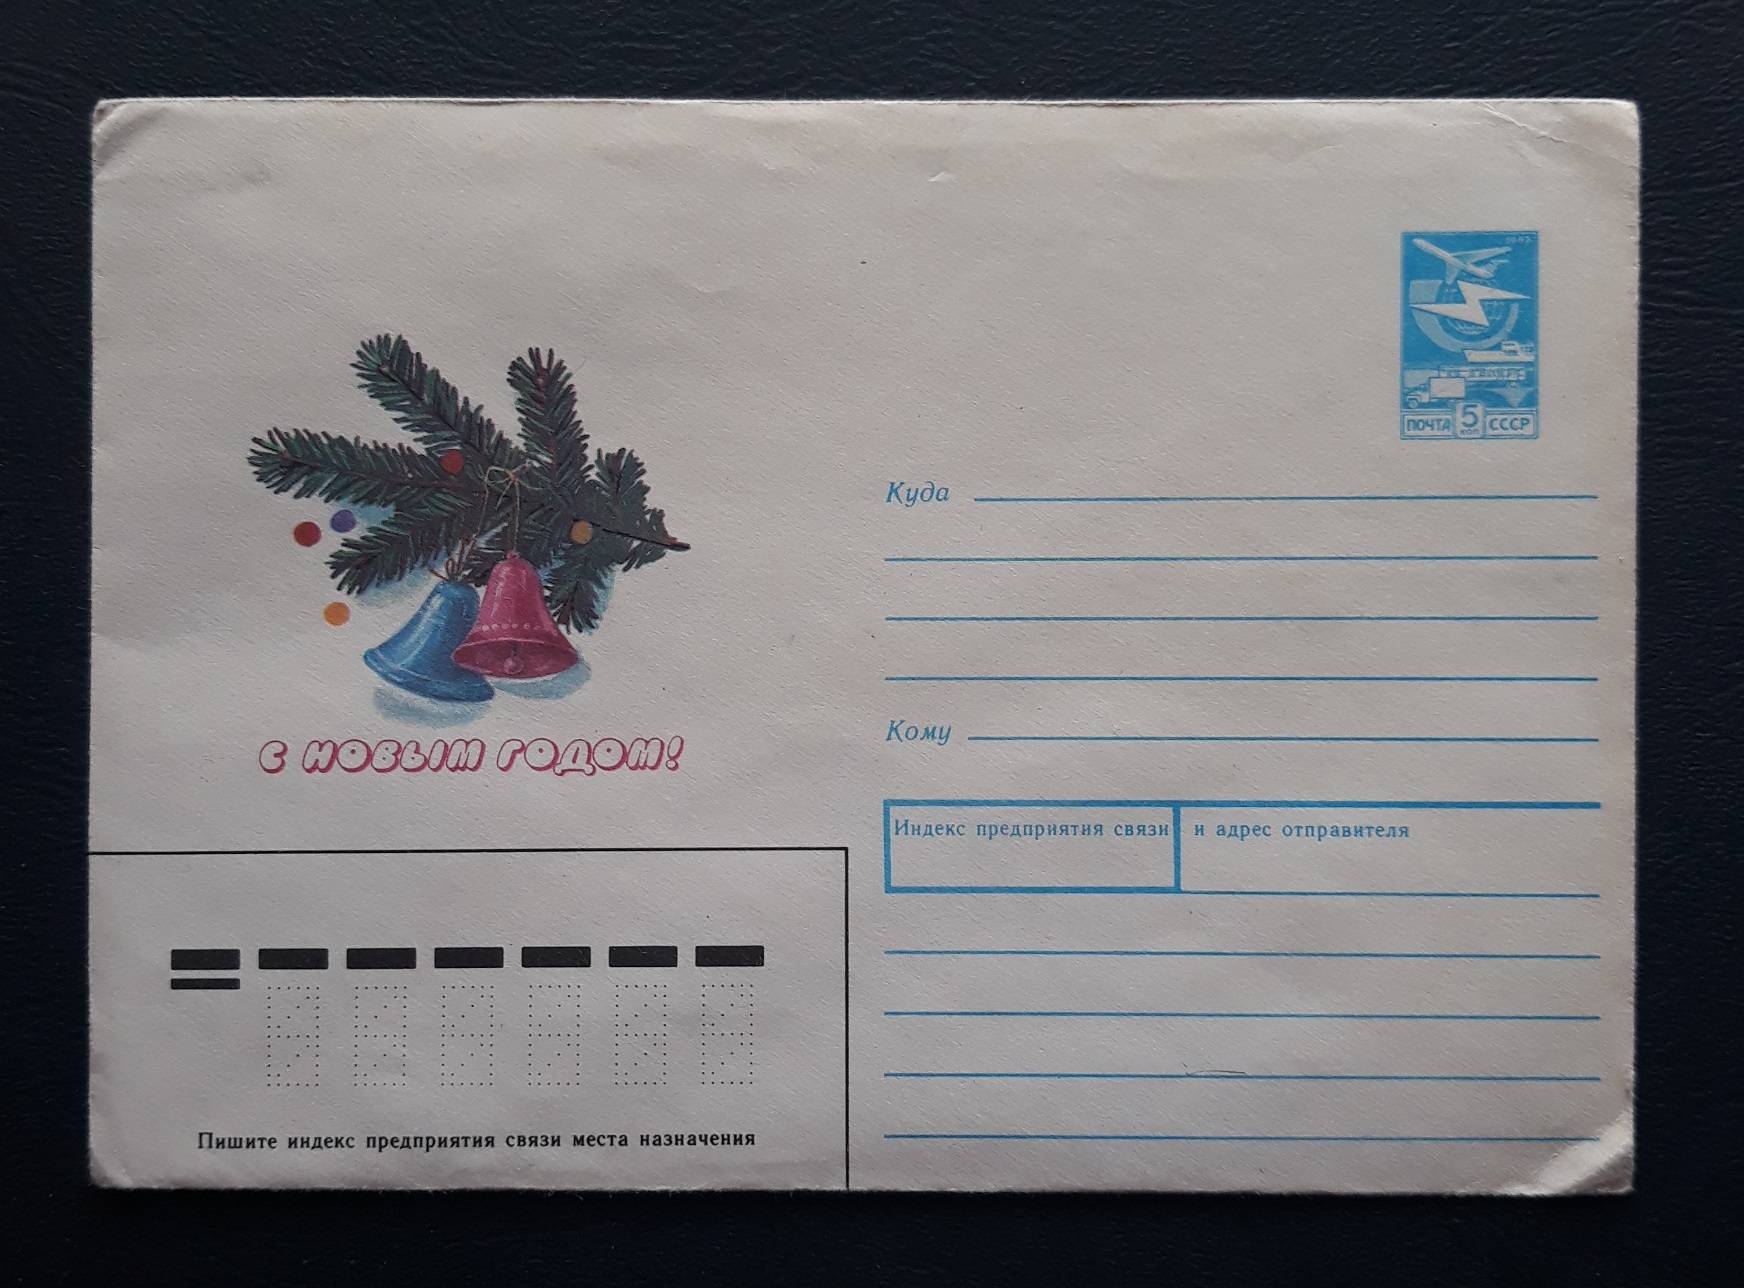 С НОВЫМ ГОДОМ!
ПОЧТА 5 КОП СССР
Куда
Кому
Индекс предприятия связи и адрес отправителя
Пишите индекс предприятия связи места назначения